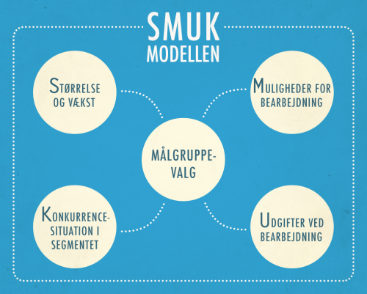 SMUK
MODELLEN
STØRRELSE
OG VÆKST
MULIGHEDER FOR
BEARBEJDNING
MÅLGRUPPE-
VALG
KONKURRENCE-
SITUATION I
SEGMENTET
UDGIFTER VED
BEARBEJDNING